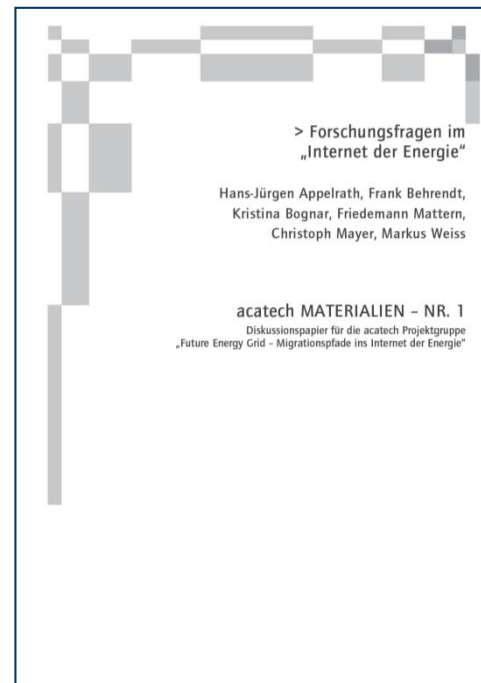 > Forschungsfragen im
„Internet der Energie“
Hans-Jürgen Appelrath, Frank Behrendt,
Kristina Bognar, Friedemann Mattern,
Christoph Mayer, Markus Weiss
acatech MATERIALIEN – NR. 1
Diskussionspapier für die acatech Projektgruppe
„Future Energy Grid – Migrationspfade ins Internet der Energie“